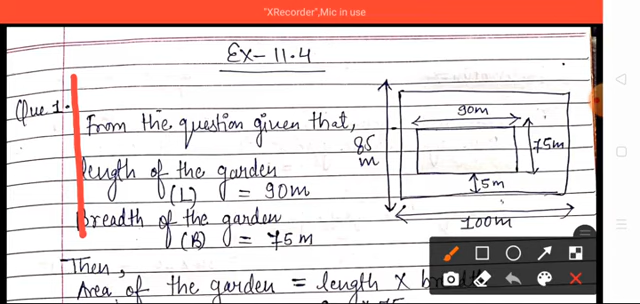 "XRecorder",Mic in use
Ex-11.4
Que 1.
From the question given that,
length of the garden
(L) = 90m
Breadth of the garden
(B) = 75m
90m
85
m
75m
5m
100m
Then,
Area of the garden = length X